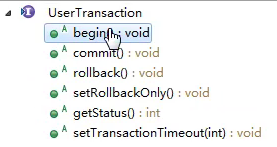 UserTransaction
A begin() : void
A commit() : void
A rollback() : void
A setRollbackOnly() : void
A getStatus() : int
A setTransactionTimeout(int) : void